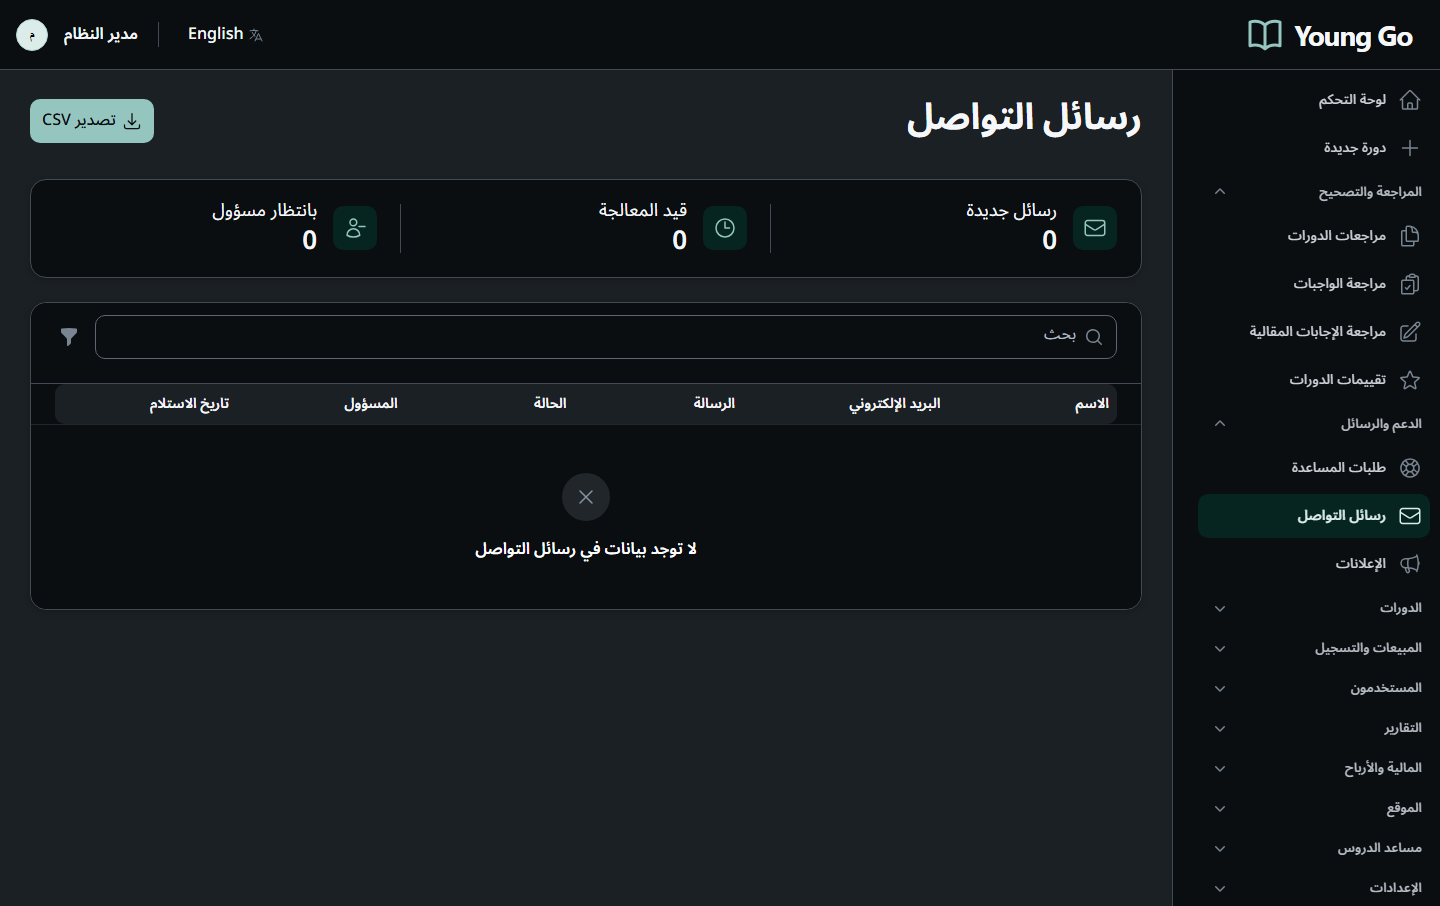 Young Go
English
مدير النظام
م
لوحة التحكم
دورة جديدة
المراجعة والتصحيح
مراجعات الدورات
مراجعة الواجبات
مراجعة الإجابات المقالية
تقييمات الدورات
الدعم والرسائل
طلبات المساعدة
رسائل التواصل
الإعلانات
الدورات
المبيعات والتسجيل
المستخدمون
التقارير
المالية والأرباح
الموقع
مساعد الدروس
الإعدادات
رسائل التواصل
تصدير CSV
رسائل جديدة
0
قيد المعالجة
0
بانتظار مسؤول
0
بحث
الاسم البريد الإلكتروني الرسالة الحالة المسؤول تاريخ الاستلام
لا توجد بيانات في رسائل التواصل